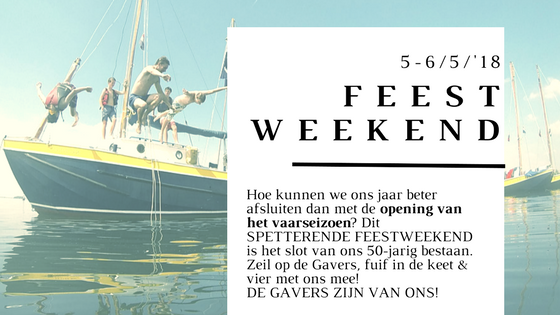 5-6/5/'18
FEEST
WEEKEND
Hoe kunnen we ons jaar beter
afsluiten dan met de opening van
het vaarseizoen? Dit
SPETTERENDE FEESTWEEKEND
is het slot van ons 50-jarig bestaan.
Zeil op de Gavers, fuif in de keet &
vier met ons mee!
DE GAVERS ZIJN VAN ONS!